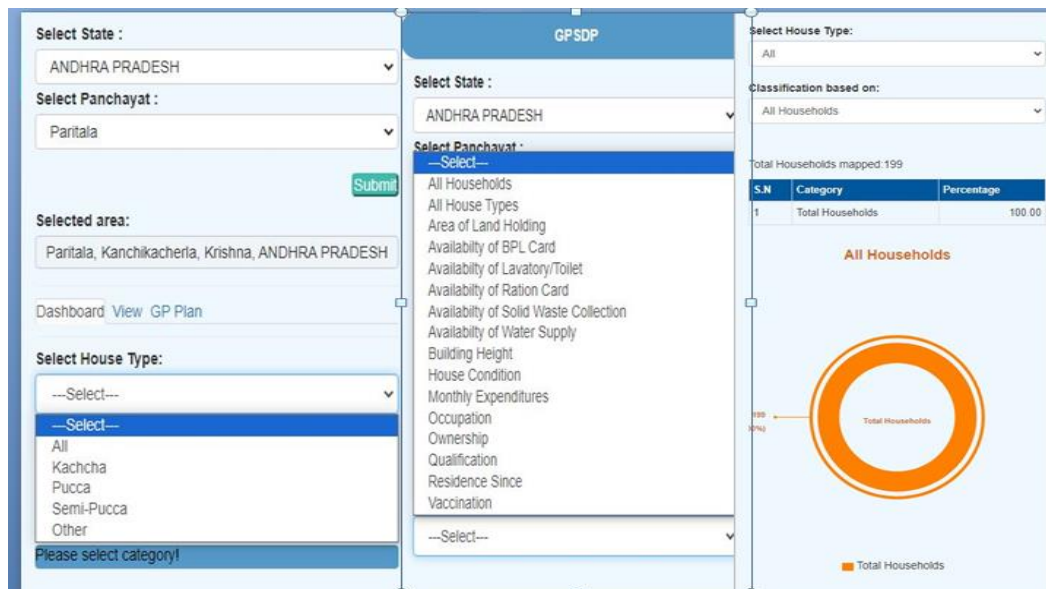 Select State :
ANDHRA PRADESH
Select Panchayat :
Paritala
Submit
Selected area:
Paritala, Kanchikacherla, Krishna, ANDHRA PRADESH
Dashboard View GP Plan
Select House Type:
---Select---
---Select---
All
Kachcha
Pucca
Semi-Pucca
Other
Please select category!
GPSDP
Select State :
ANDHRA PRADESH
Select Panchayat :
---Select---
All Households
All House Types
Area of Land Holding
Availabilty of BPL Card
Availabilty of Lavatory/Toilet
Availabilty of Ration Card
Availabilty of Solid Waste Collection
Availabilty of Water Supply
Building Height
House Condition
Monthly Expenditures
Occupation
Ownership
Qualification
Residence Since
Vaccination
---Select---
Select House Type:
All
Classification based on:
All Households
Total Households mapped:199
S.N Category Percentage
1 Total Households 100.00
All Households
199
Total Households
Total Households